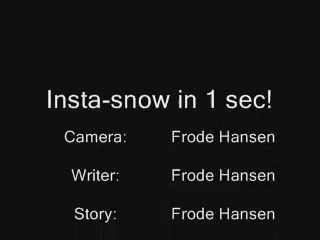 Insta-snow in 1 sec!
Camera: Frode Hansen
Writer: Frode Hansen
Story: Frode Hansen